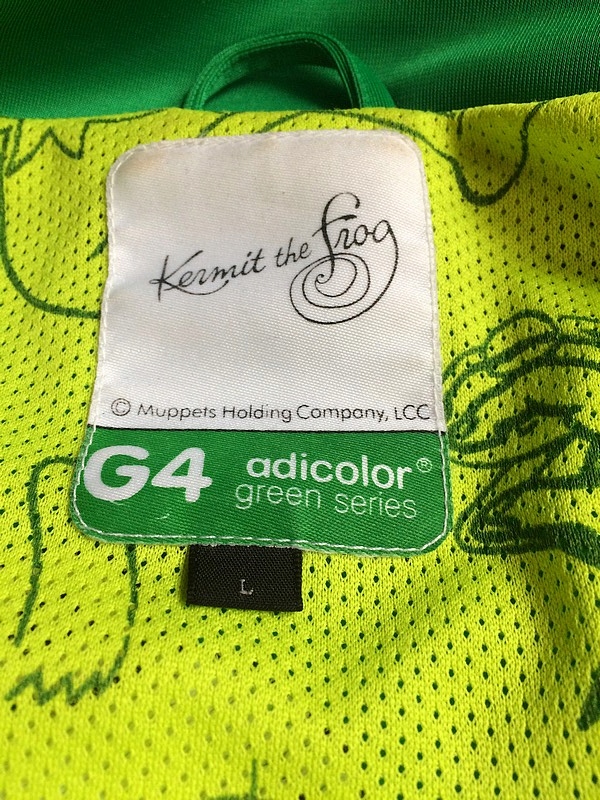 Kermit the frog
© Muppets Holding Company, LCC
G4 adicolor®
green series
L